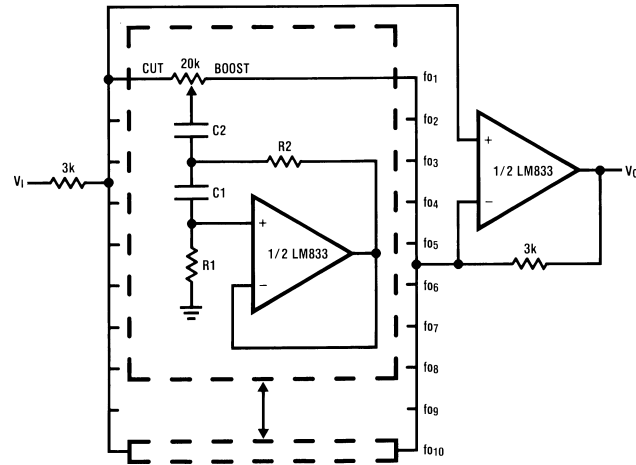 CUT 20k BOOST
fo1
C2
fo2
R2
3k
fo3
+
1/2 LM833
VO
VI
C1
fo4
−
+
1/2 LM833
fo5
3k
R1
−
fo6
fo7
fo8
fo9
fo10